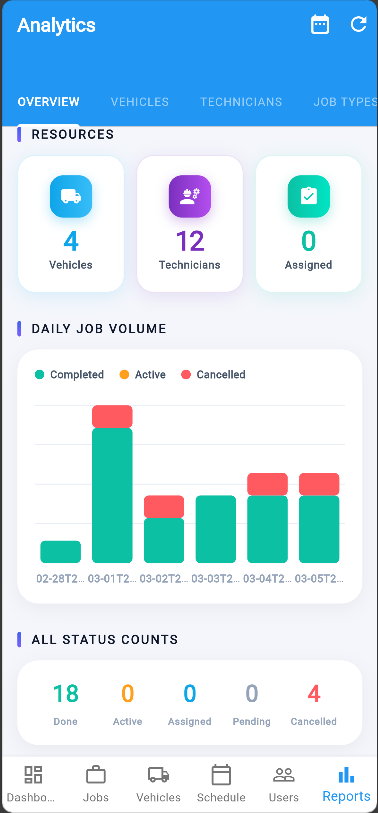 Analytics
OVERVIEW VEHICLES TECHNICIANS JOB TYPES
RESOURCES
4 12 0
Vehicles Technicians Assigned
DAILY JOB VOLUME
Completed Active Cancelled
02-28T2... 03-01T2... 03-02T2... 03-03T2... 03-04T2... 03-05T2...
ALL STATUS COUNTS
18 0 0 0 4
Done Active Assigned Pending Cancelled
Dashbo... Jobs Vehicles Schedule Users Reports